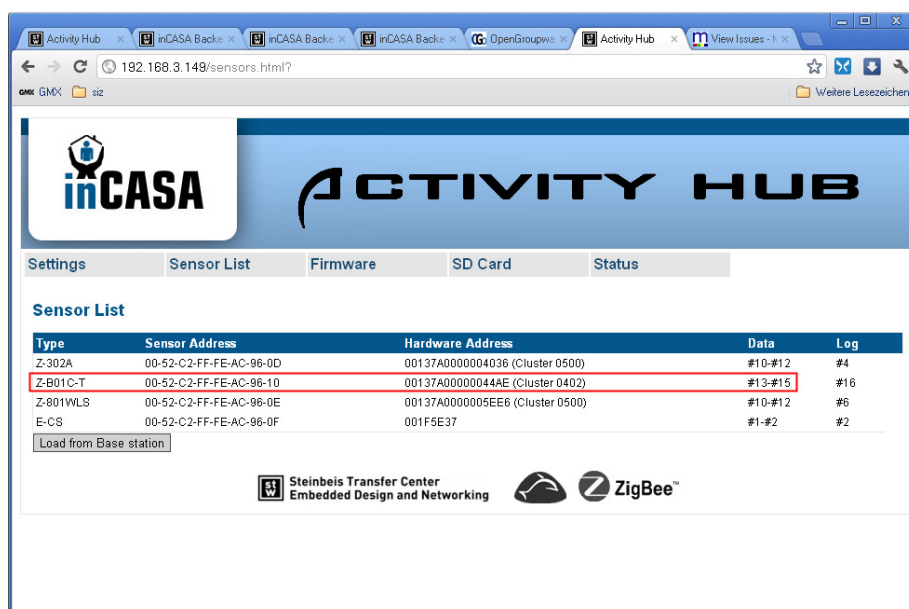 Activity Hub inCASA Backe inCASA Backe inCASA Backe OpenGroupwa Activity Hub View Issues -
192.168.3.149/sensors.html?
GMX GMX siz Weitere Lesezeichen
inCASA ACTIVITY HUB
Settings Sensor List Firmware SD Card Status
Sensor List
Type Sensor Address Hardware Address Data Log
Z-302A 00-52-C2-FF-FE-AC-96-0D 00137A0000004036 (Cluster 0500) #10-#12 #4
Z-B01C-T 00-52-C2-FF-FE-AC-96-10 00137A00000044AE (Cluster 0402) #13-#15 #16
Z-801WLS 00-52-C2-FF-FE-AC-96-0E 00137A0000005EE6 (Cluster 0500) #10-#12 #6
E-CS 00-52-C2-FF-FE-AC-96-0F 001F5E37 #1-#2 #2
Load from Base station
Steinbeis Transfer Center
Embedded Design and Networking
ZigBee™